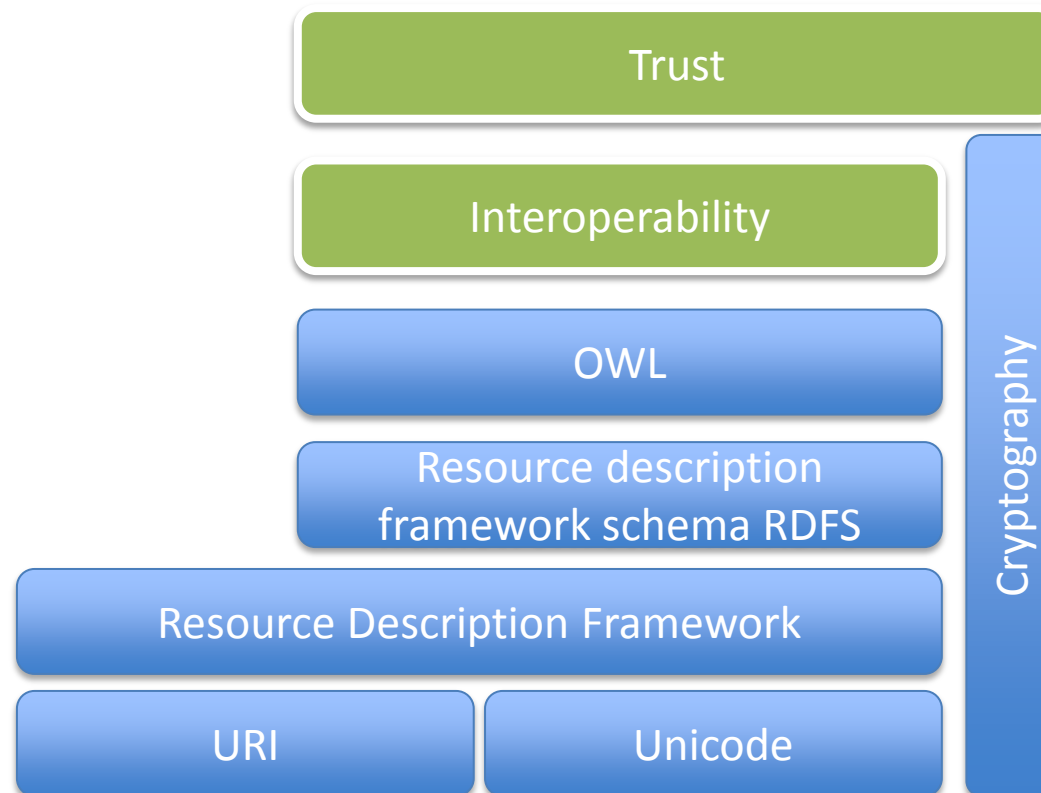 Trust
Interoperability
OWL
Resource description
framework schema RDFS
Cryptography
Resource Description Framework
URI
Unicode